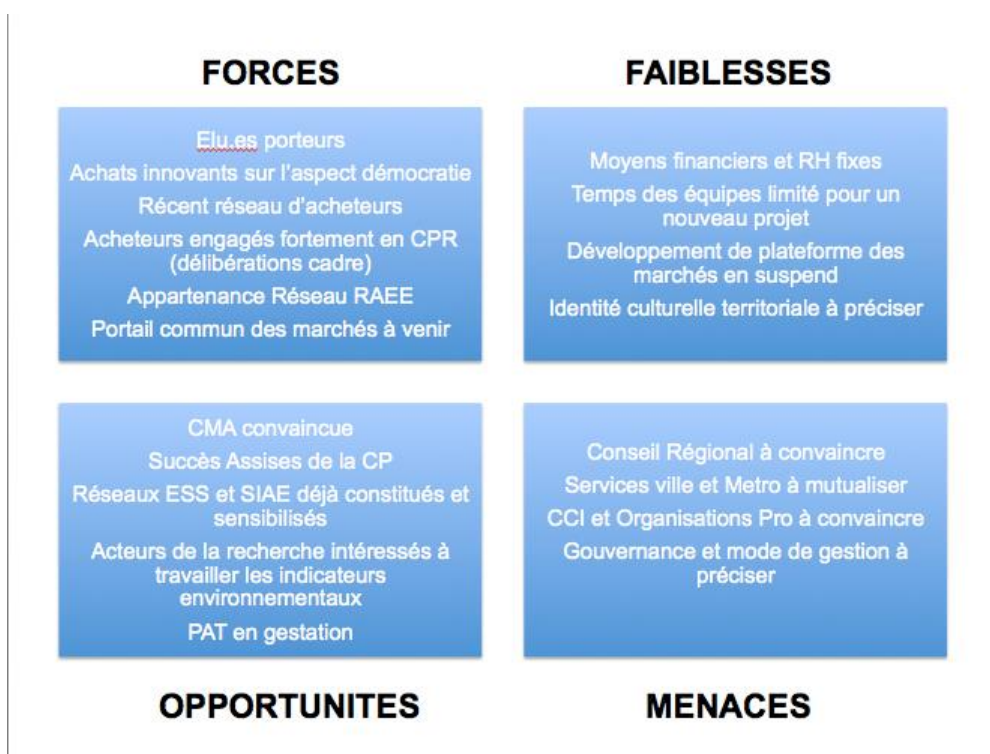 FORCES
Elu.es porteurs
Achats innovants sur l'aspect démocratie
Récent réseau d'acheteurs
Acheteurs engagés fortement en CPR
(délibérations cadre)
Appartenance Réseau RAEE
Portail commun des marchés à venir
FAIBLESSES
Moyens financiers et RH fixes
Temps des équipes limité pour un
nouveau projet
Développement de plateforme des
marchés en suspend
Identité culturelle territoriale à préciser
CMA convaincue
Succès Assises de la CP
Réseaux ESS et SIAE déjà constitués et
sensibilisés
Acteurs de la recherche intéressés à
travailler les indicateurs
environnementaux
PAT en gestation
OPPORTUNITES
Conseil Régional à convaincre
Services ville et Metro à mutualiser
CCI et Organisations Pro à convaincre
Gouvernance et mode de gestion à
préciser
MENACES